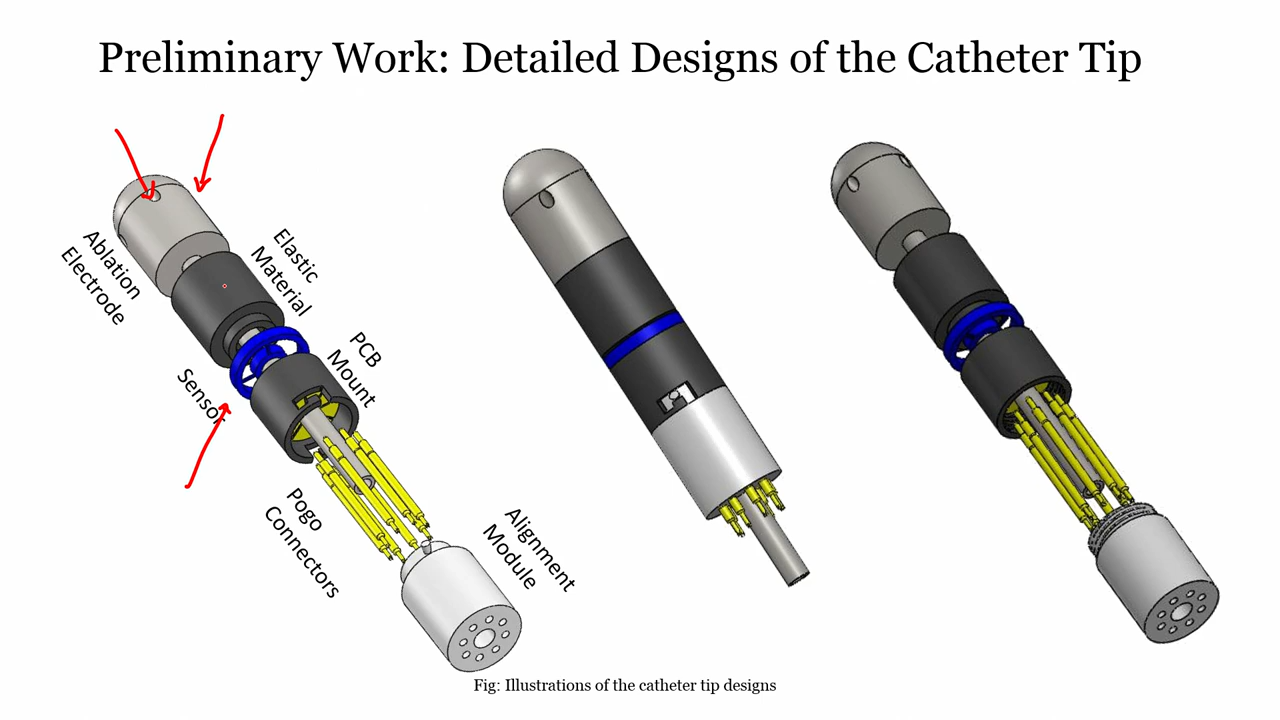 Preliminary Work: Detailed Designs of the Catheter Tip
Ablation
Electrode
Elastic
Material
PCB
Mount
Sensor
Pogo
Connectors
Alignment
Module
Fig: Illustrations of the catheter tip designs